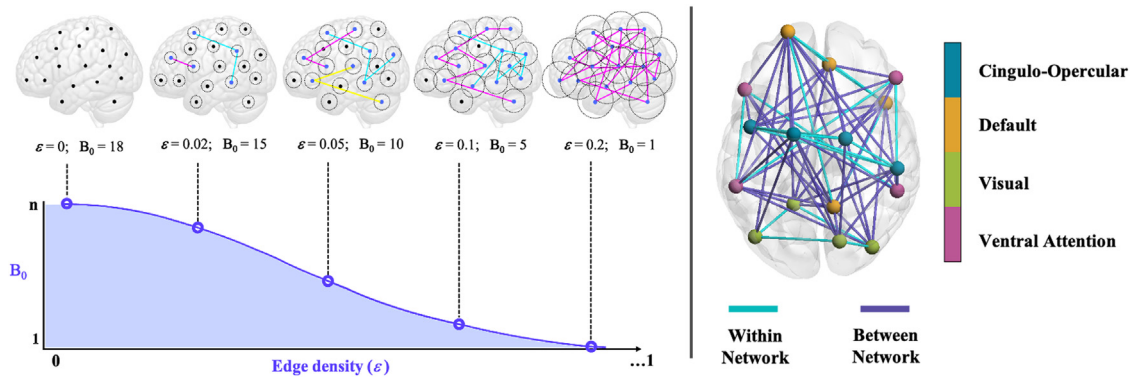 ε = 0;  B₀ = 18
ε = 0.02;  B₀ = 15
ε = 0.05;  B₀ = 10
ε = 0.1;  B₀ = 5
ε = 0.2;  B₀ = 1
n
B₀
1
0
...1
Edge density (ε)
Cingulo-Opercular
Default
Visual
Ventral Attention
Within
Network
Between
Network